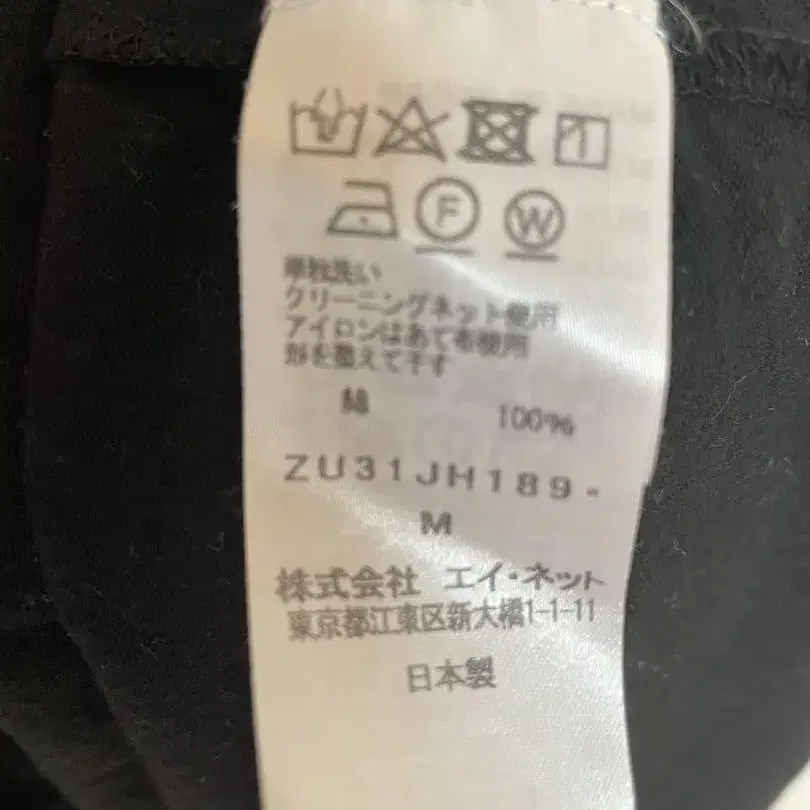 F W
単独洗い
クリーニングネット使用
アイロンはあて布使用
形を整えて干す
綿 100%
ZU31JH189-
M
株式会社 エイ・ネット
東京都江東区新大橋1-1-11
日本製